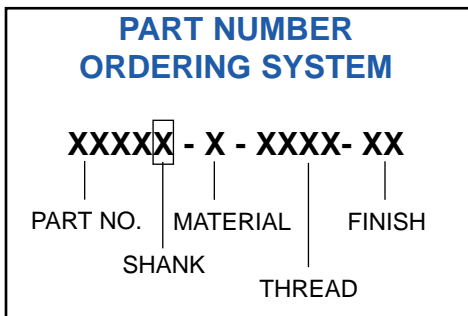 PART NUMBER
ORDERING SYSTEM
XXXXX - X - XXXX- XX
PART NO. MATERIAL FINISH
SHANK
THREAD